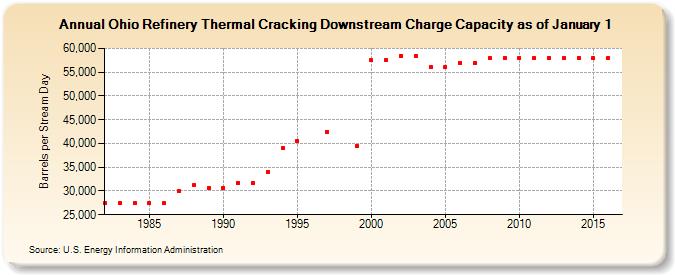 Annual Ohio Refinery Thermal Cracking Downstream Charge Capacity as of January 1
Barrels per Stream Day
60,000
55,000
50,000
45,000
40,000
35,000
30,000
25,000
1985 1990 1995 2000 2005 2010 2015
Source: U.S. Energy Information Administration